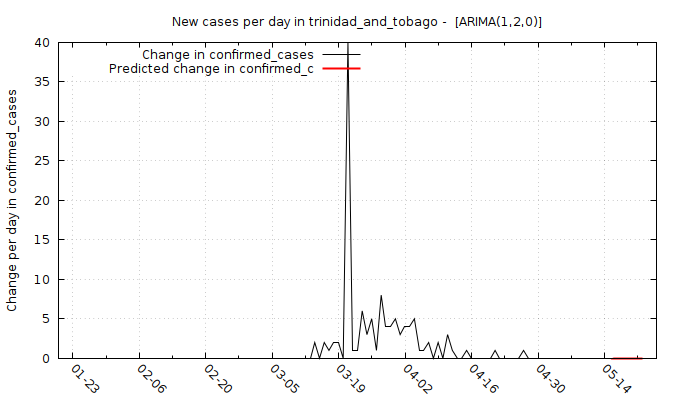 New cases per day in trinidad_and_tobago -  [ARIMA(1,2,0)]
Change in confirmed_cases
Predicted change in confirmed_c
Change per day in confirmed_cases
40
35
30
25
20
15
10
5
0
01-23 02-06 02-20 03-05 03-19 04-02 04-16 04-30 05-14